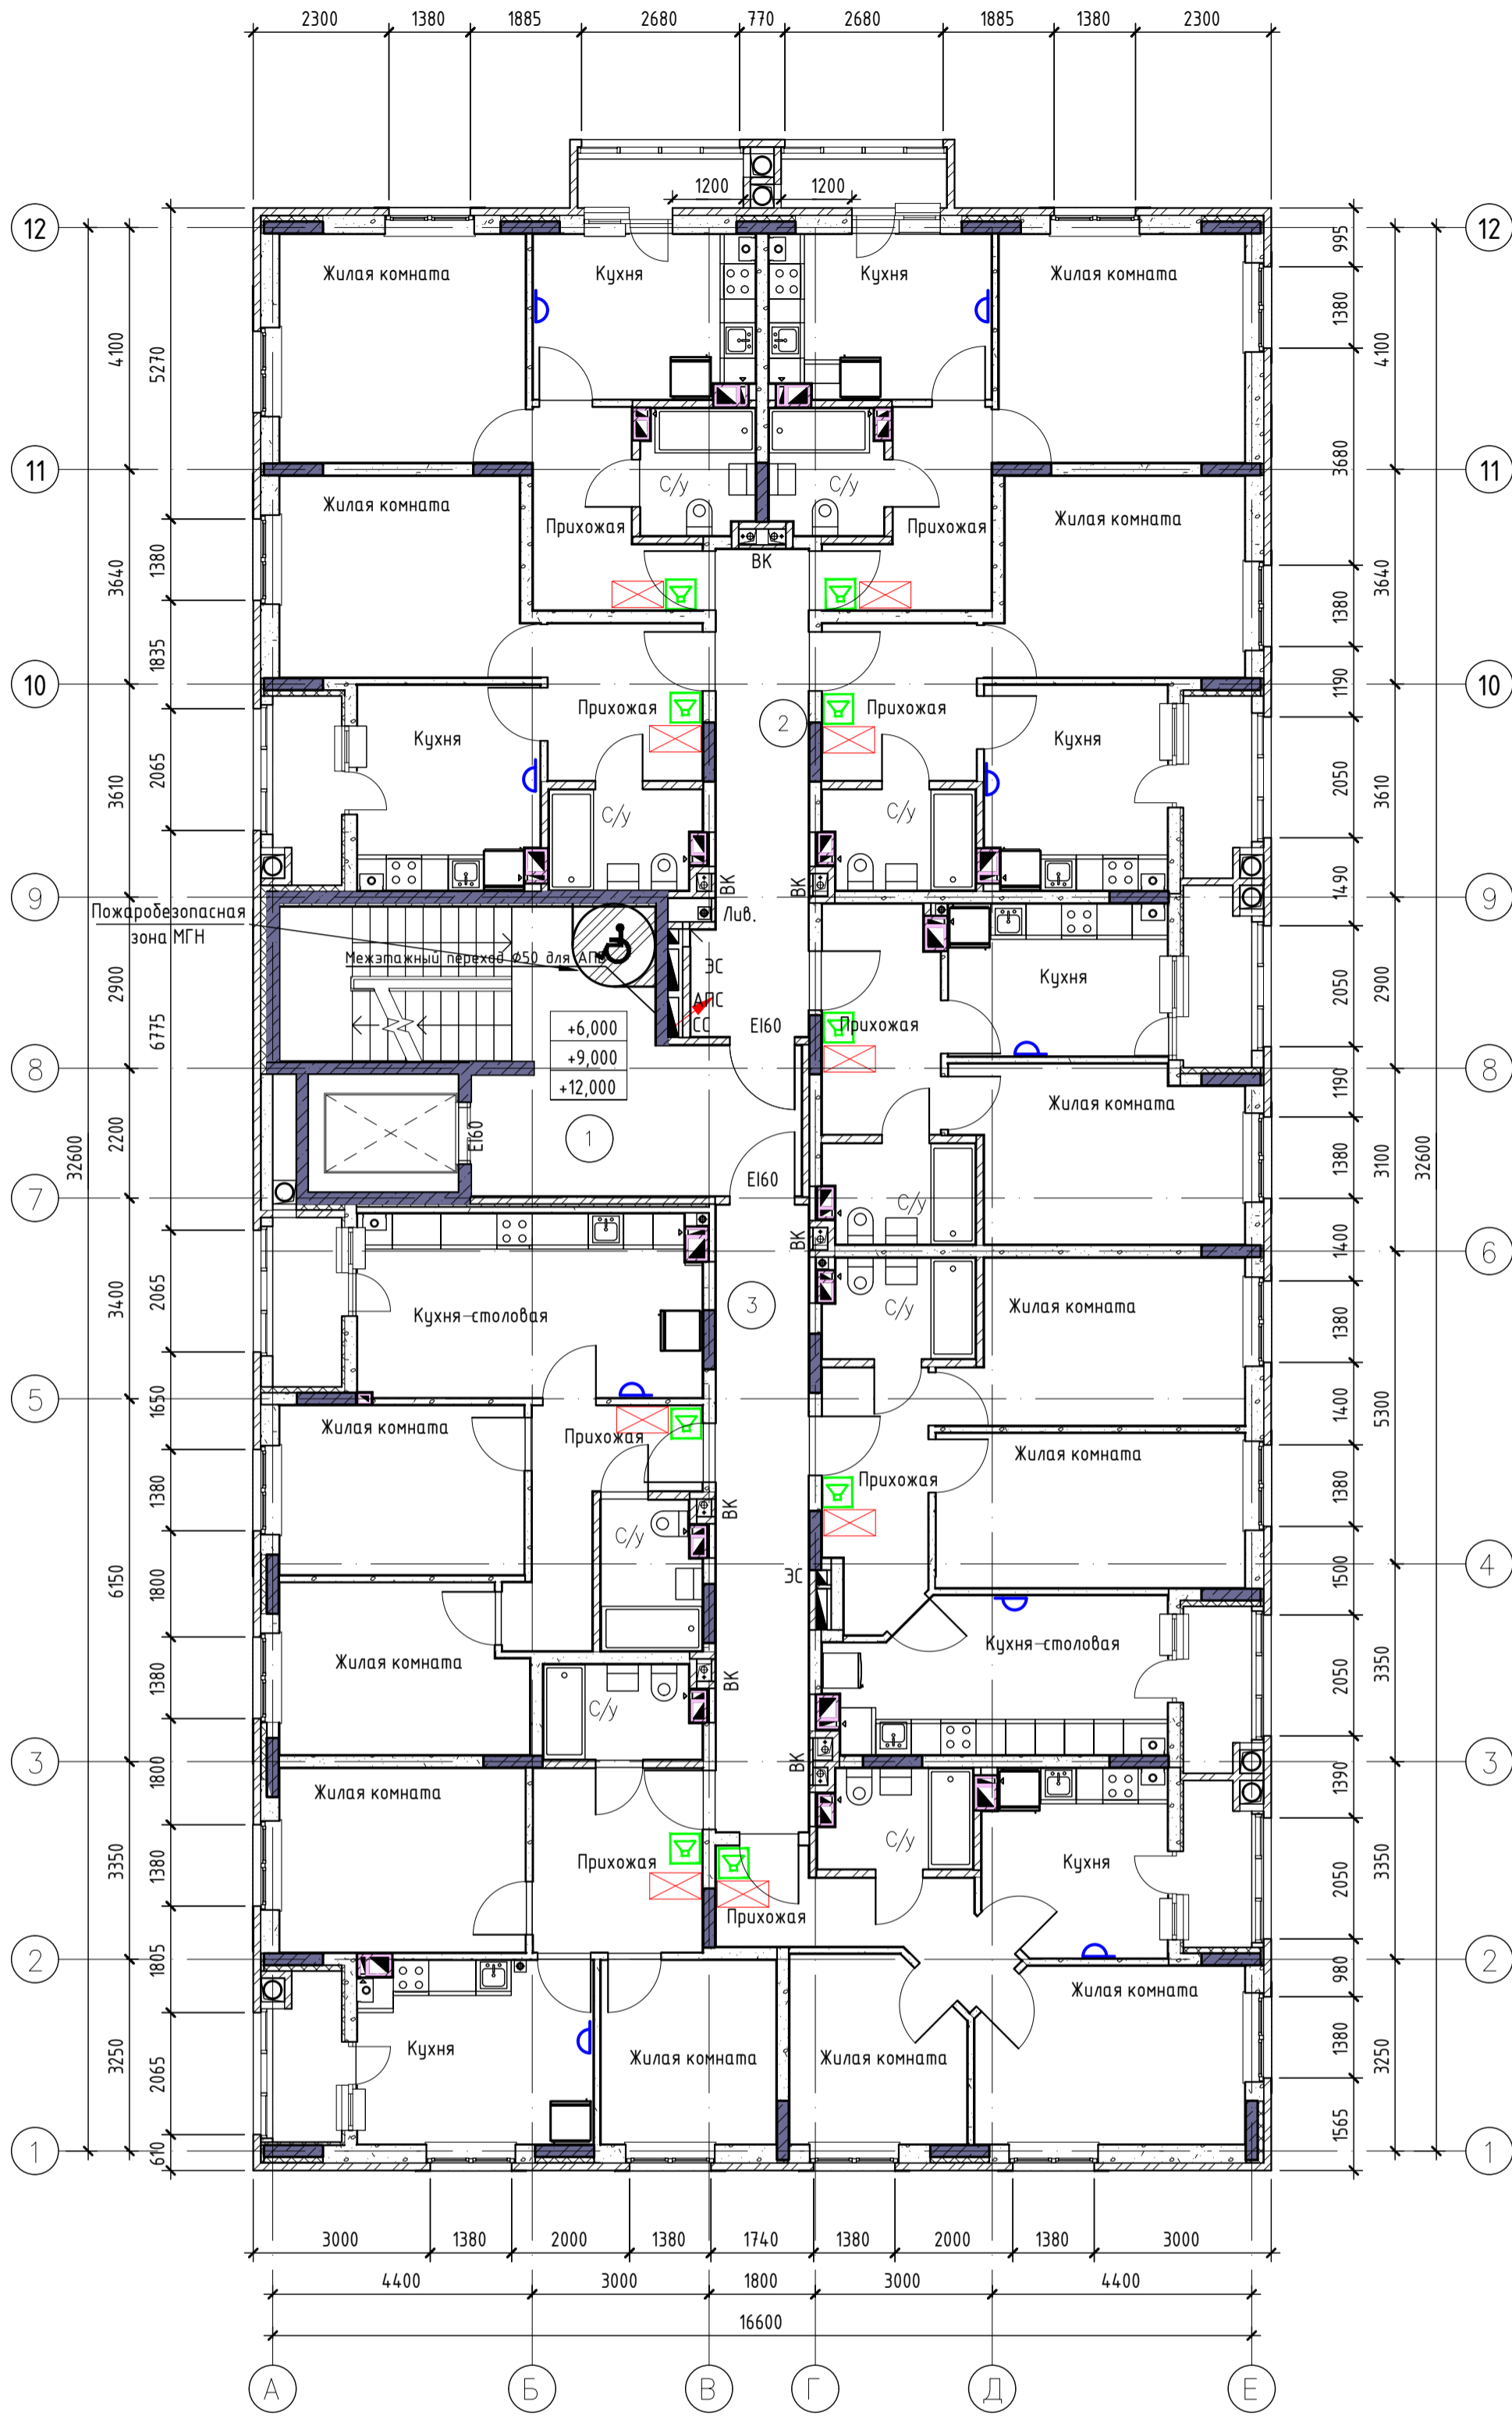 2300 1380 1885 2680 770 2680 1885 1380 2300
1200 1200
12 12
995
Жилая комната Кухня Кухня Жилая комната
1380
4100 5270 4100
11 11
3680
С/у С/у
Жилая комната Прихожая Прихожая Жилая комната
ВК
3640 1380 1380 3640
1835 1190
10 10
Прихожая 2 Прихожая
Кухня Кухня
3610 2065 2050 3610
С/у С/у
ВК ВК
1490
9 9
Лив.
Пожаробезопасная
зона МГН
Межэтажный переход Ø50 для АПС
ЭС
АПС
СС
Кухня
2900 2050 2900
6775
+6,000
+9,000
+12,000
EI60
Прихожая
8 8
1190
Жилая комната
2200 EI60 1 1380 3100
32600 32600
EI60
7
С/у
ВК
1400
6
3400 2065
3
Кухня-столовая
С/у
Жилая комната
1380
5
1650 1400
5300
Жилая комната Прихожая
Жилая комната
Прихожая
1380 1380
ВК
С/у
4
6150 1800 ЭС 1500
Жилая комната
Кухня-столовая
1380 2050 3350
ВК
С/у
3 3
ВК
1800 1390
Жилая комната
С/у
3350 1380 Прихожая Кухня 2050 3350
Прихожая
2 2
1805 980
Жилая комната
3250 2065 Кухня Жилая комната Жилая комната 1380 3250
1 1
610 1565
3000 1380 2000 1380 1740 1380 2000 1380 3000
4400 3000 1800 3000 4400
16600
А Б В Г Д Е